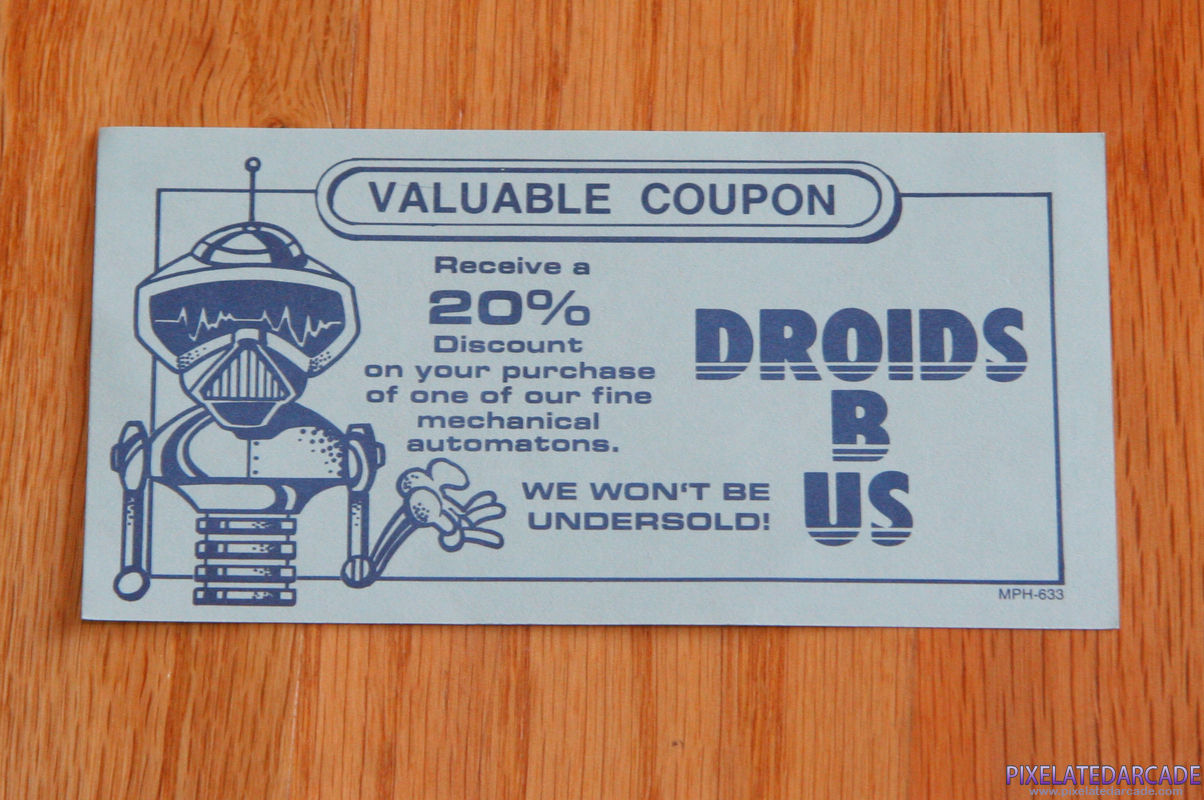 VALUABLE COUPON
Receive a
20%
Discount
on your purchase
of one of our fine
mechanical
automatons.
WE WON'T BE
UNDERSOLD!
DROIDS
R
US
MPH-633
PIXELATEDARCADE
www.pixelatedarcade.com